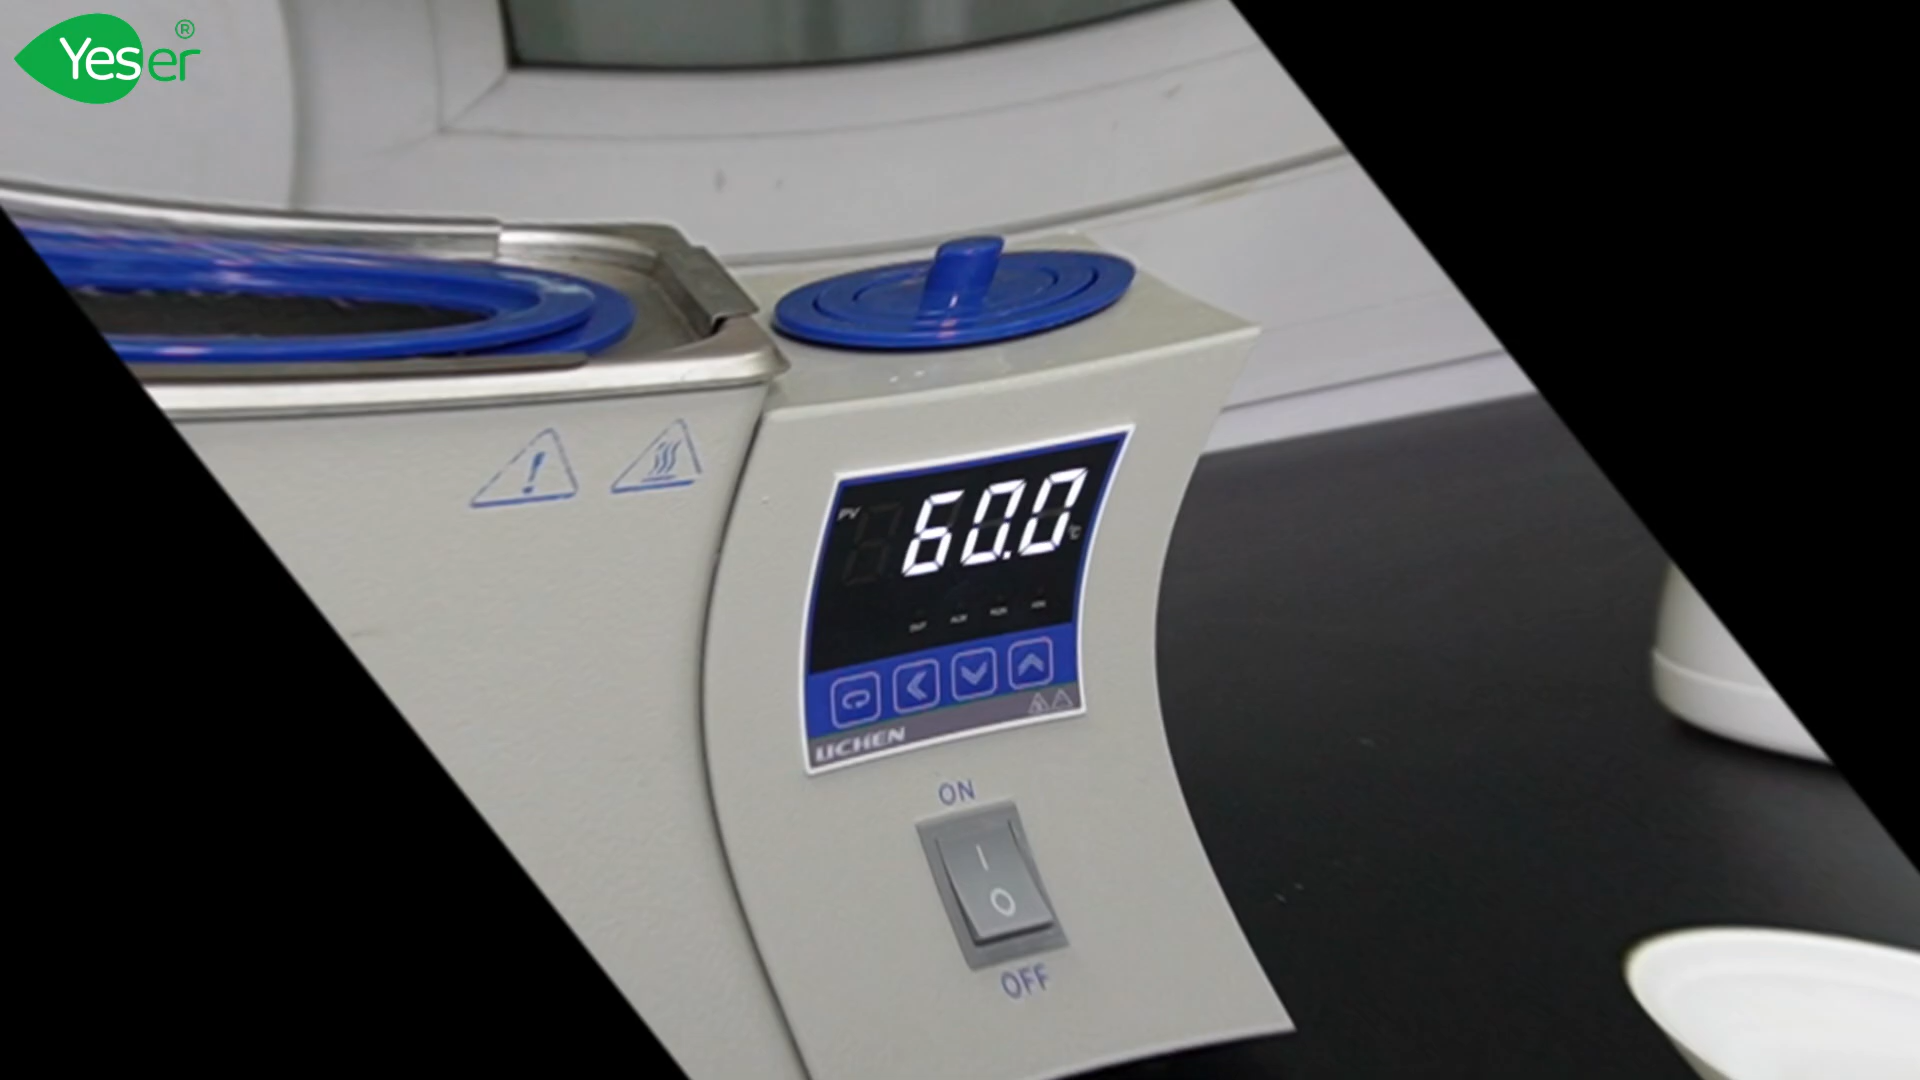 Yeser®
PV
60.0
°C
LICHEN
ON
OFF